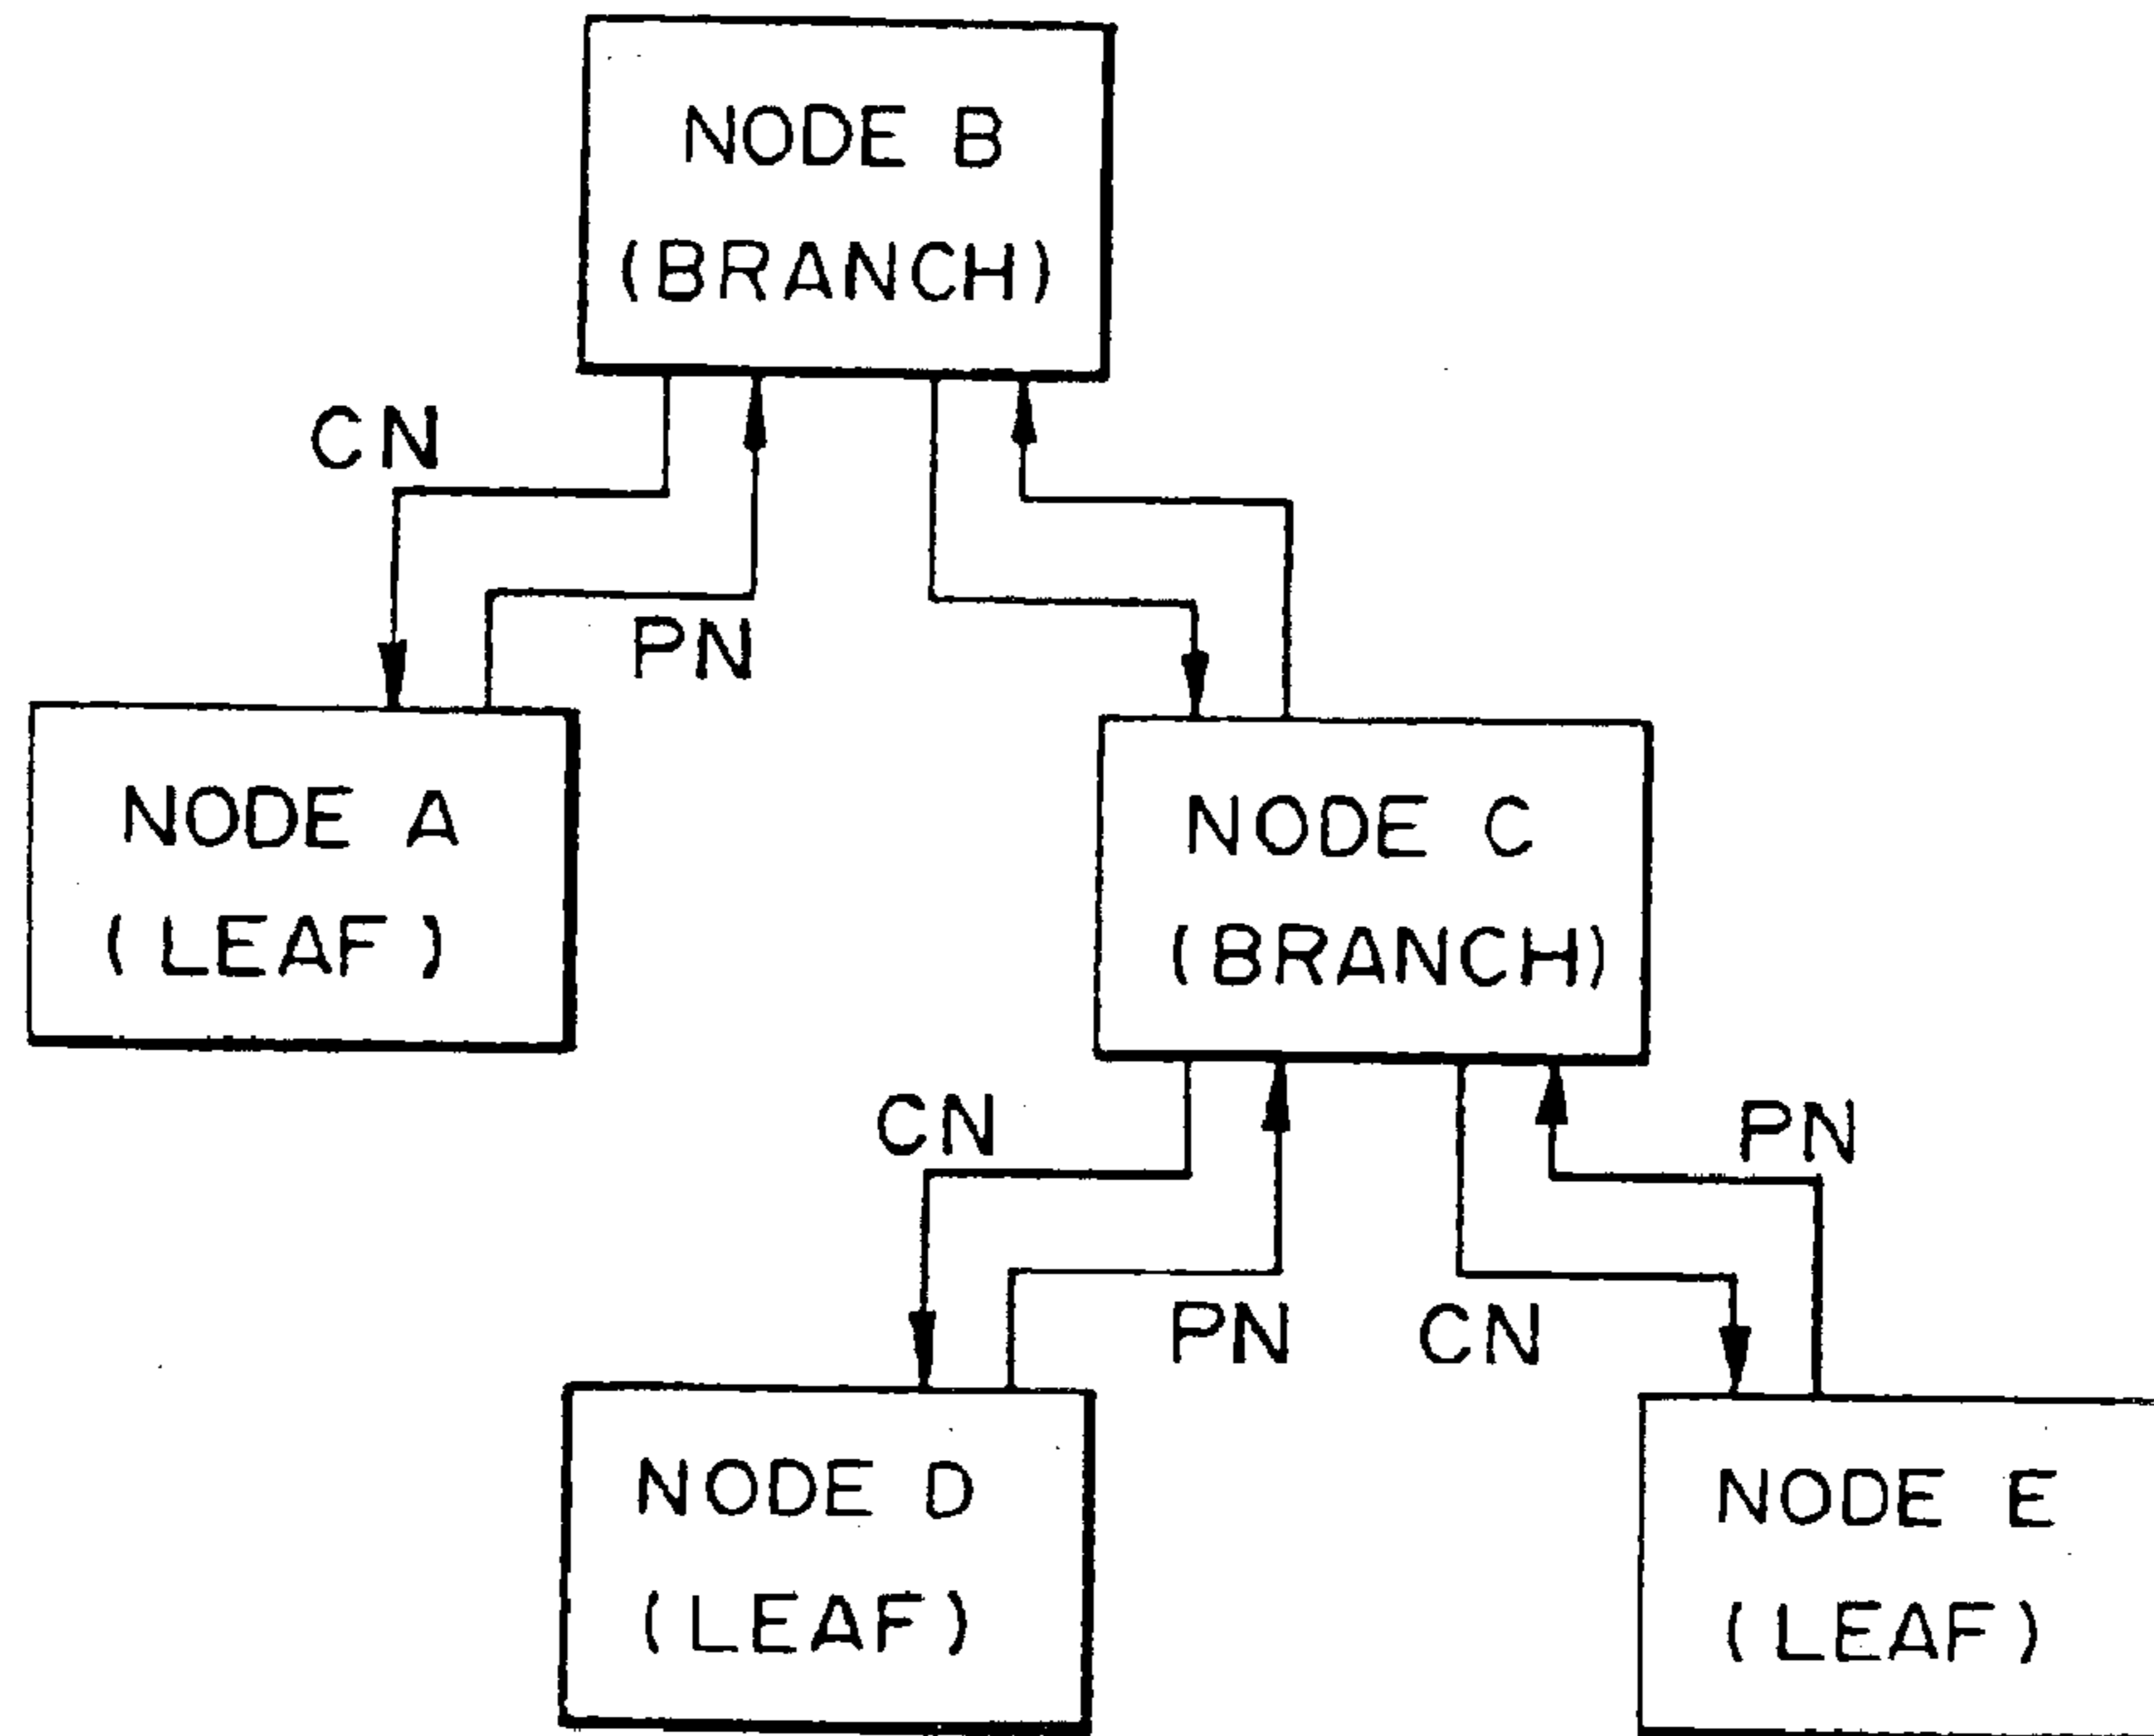 NODE B
(BRANCH)
CN
PN
NODE A
(LEAF)
NODE C
(BRANCH)
CN
PN
PN
CN
NODE D
(LEAF)
NODE E
(LEAF)